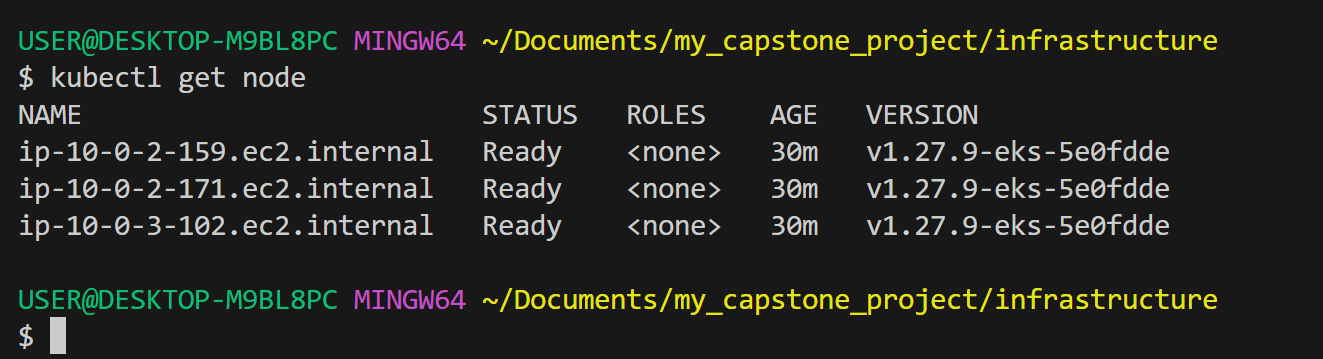 USER@DESKTOP-M9BL8PC MINGW64 ~/Documents/my_capstone_project/infrastructure
$ kubectl get node
NAME                         STATUS   ROLES    AGE   VERSION
ip-10-0-2-159.ec2.internal   Ready    <none>   30m   v1.27.9-eks-5e0fdde
ip-10-0-2-171.ec2.internal   Ready    <none>   30m   v1.27.9-eks-5e0fdde
ip-10-0-3-102.ec2.internal   Ready    <none>   30m   v1.27.9-eks-5e0fdde
USER@DESKTOP-M9BL8PC MINGW64 ~/Documents/my_capstone_project/infrastructure
$